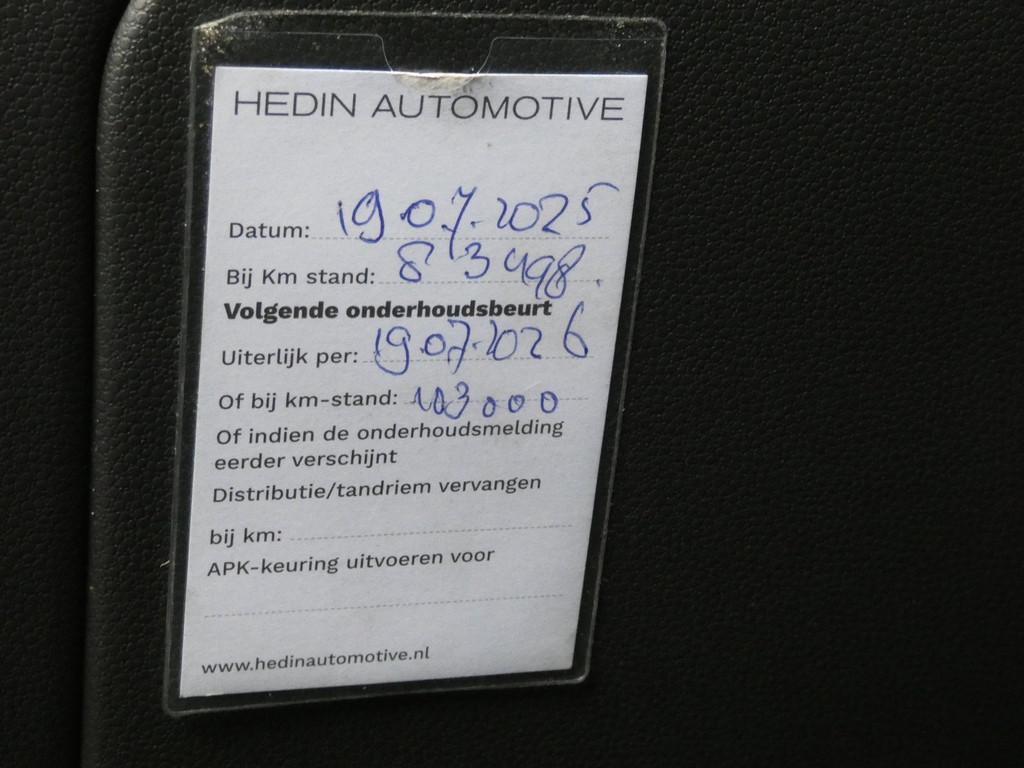 HEDIN AUTOMOTIVE
Datum: 19.07.2025
Bij Km stand: 83498.
Volgende onderhoudsbeurt
Uiterlijk per: 19.07.2026
Of bij km-stand: 103000
Of indien de onderhoudsmelding
eerder verschijnt
Distributie/tandriem vervangen
bij km:
APK-keuring uitvoeren voor
www.hedinautomotive.nl